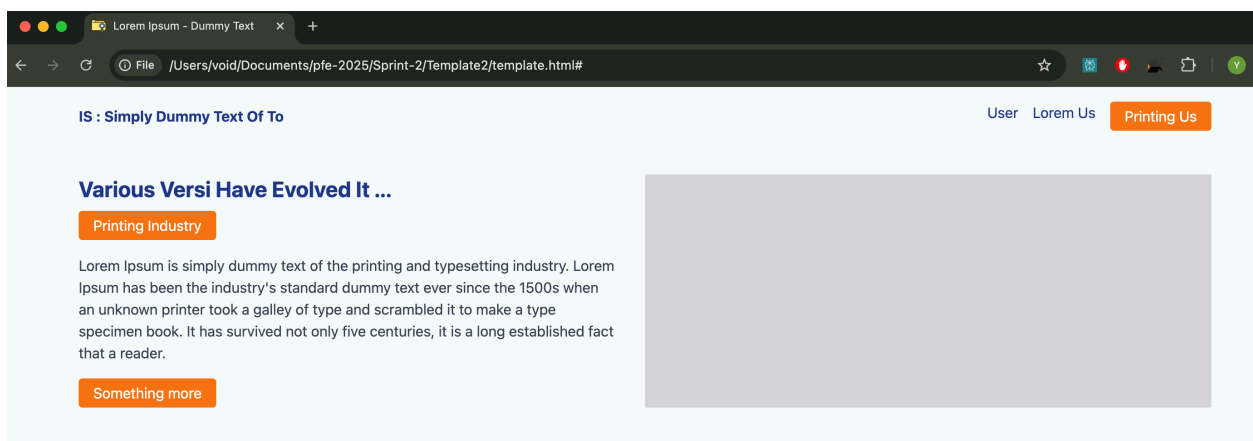 Lorem Ipsum - Dummy Text
File /Users/void/Documents/pfe-2025/Sprint-2/Template2/template.html#
Y
IS : Simply Dummy Text Of To
User Lorem Us Printing Us
Various Versi Have Evolved It ...
Printing Industry
Lorem Ipsum is simply dummy text of the printing and typesetting industry. Lorem
Ipsum has been the industry's standard dummy text ever since the 1500s when
an unknown printer took a galley of type and scrambled it to make a type
specimen book. It has survived not only five centuries, it is a long established fact
that a reader.
Something more